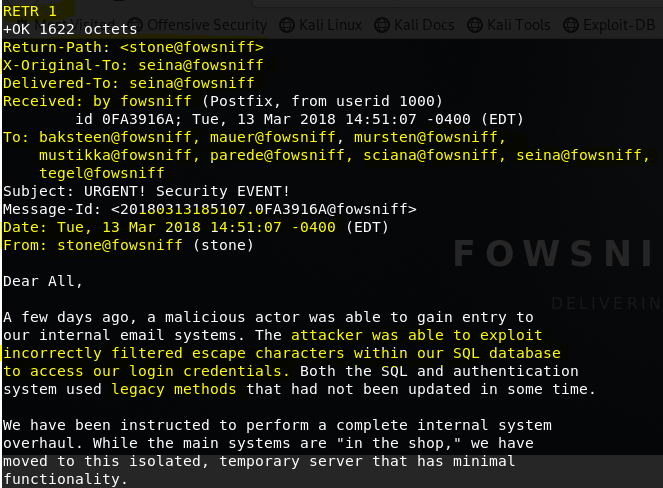 Most Visited Offensive Security Kali Linux Kali Docs Kali Tools Exploit-DB
RETR 1
+OK 1622 octets
Return-Path: <stone@fowsniff>
X-Original-To: seina@fowsniff
Delivered-To: seina@fowsniff
Received: by fowsniff (Postfix, from userid 1000)
        id 0FA3916A; Tue, 13 Mar 2018 14:51:07 -0400 (EDT)
To: baksteen@fowsniff, mauer@fowsniff, mursten@fowsniff,
    mustikka@fowsniff, parede@fowsniff, sciana@fowsniff, seina@fowsniff,
    tegel@fowsniff
Subject: URGENT! Security EVENT!
Message-Id: <20180313185107.0FA3916A@fowsniff>
Date: Tue, 13 Mar 2018 14:51:07 -0400 (EDT)
From: stone@fowsniff (stone)
FOWSNI
DELIVERIN
Dear All,
A few days ago, a malicious actor was able to gain entry to
our internal email systems. The attacker was able to exploit
incorrectly filtered escape characters within our SQL database
to access our login credentials. Both the SQL and authentication
system used legacy methods that had not been updated in some time.
We have been instructed to perform a complete internal system
overhaul. While the main systems are "in the shop," we have
moved to this isolated, temporary server that has minimal
functionality.